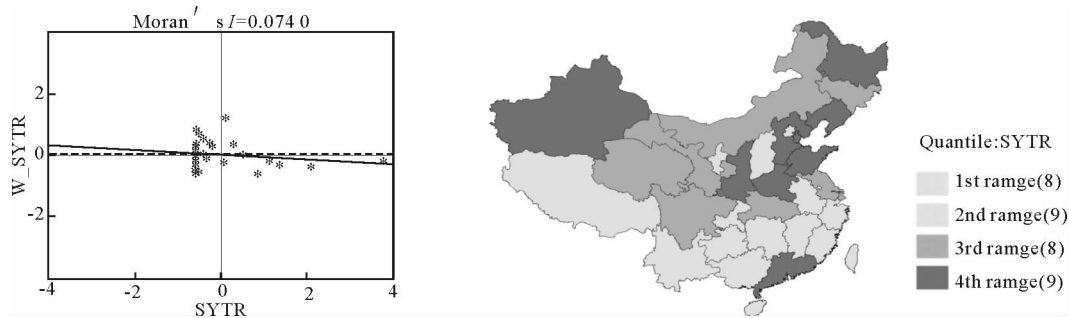 Moran′ s I=0.074 0
2
0
-2
W_SYTR
-4
-2
0
2
4
SYTR
Quantile:SYTR
1st ramge(8)
2nd ramge(9)
3rd ramge(8)
4th ramge(9)